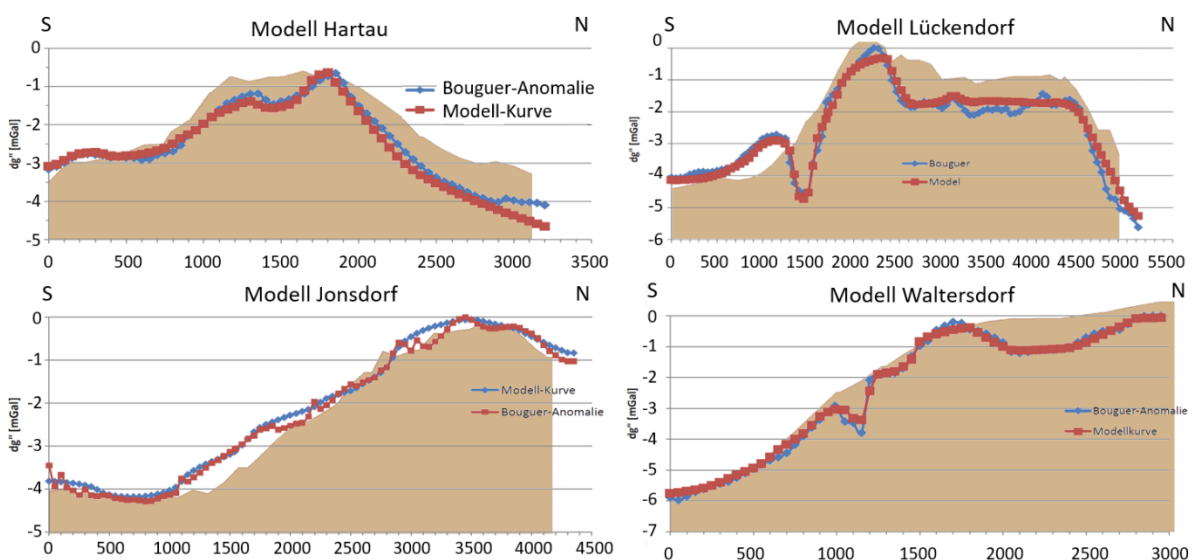 S Modell Hartau N
0
-1
-2
-3
-4
-5
dg" [mGal]
Bouguer-Anomalie
Modell-Kurve
0 500 1000 1500 2000 2500 3000 3500
S Modell Lückendorf N
0
-1
-2
-3
-4
-5
-6
dg" [mGal]
Bouguer
Model
0 500 1000 1500 2000 2500 3000 3500 4000 4500 5000 5500
S Modell Jonsdorf N
0
-1
-2
-3
-4
-5
dg" [mGal]
Modell-Kurve
Bouguer-Anomalie
0 500 1000 1500 2000 2500 3000 3500 4000 4500
S Modell Waltersdorf N
0
-1
-2
-3
-4
-5
-6
-7
dg" [mGal]
Bouguer-Anomalie
Modellkurve
0 500 1000 1500 2000 2500 3000